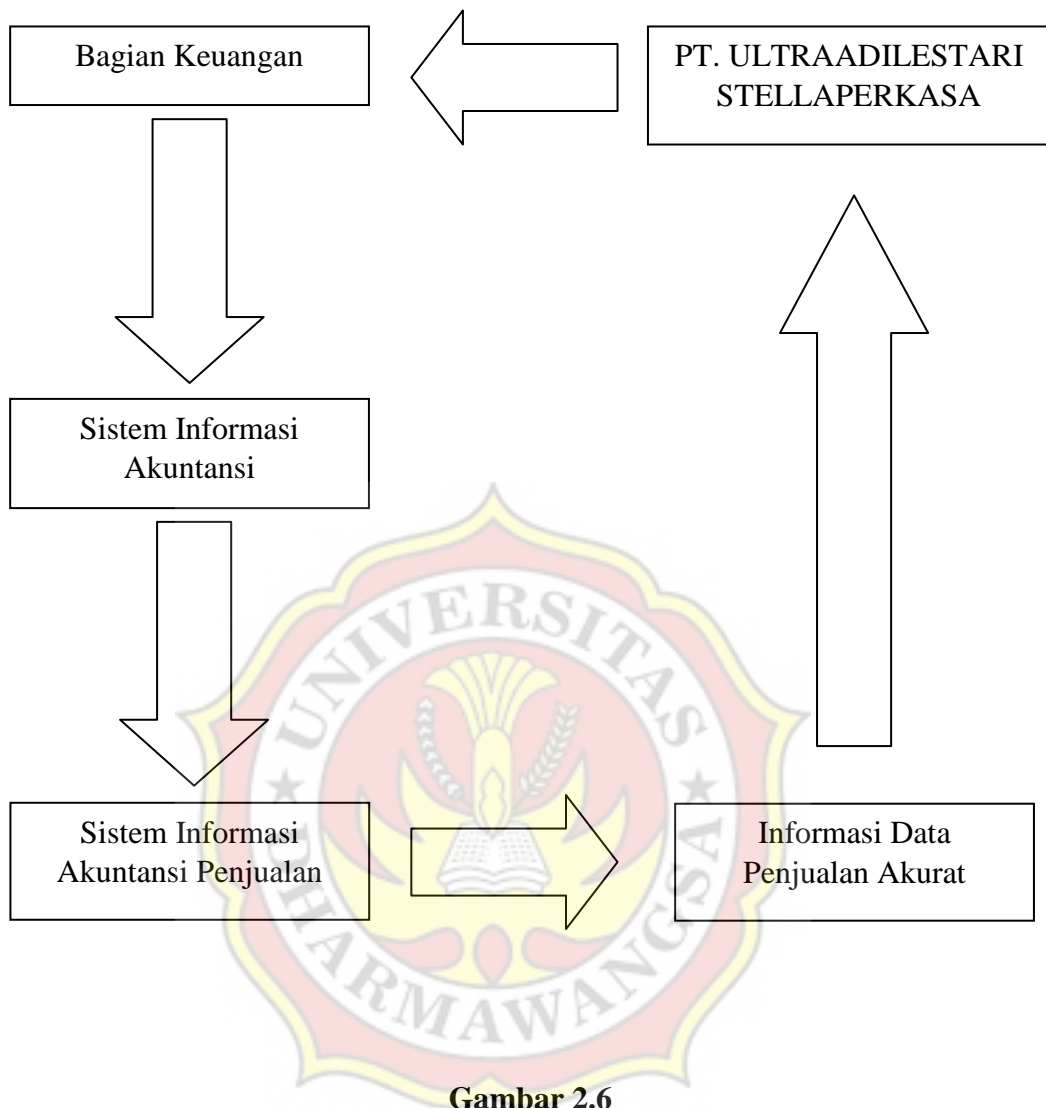 Bagian Keuangan
PT. ULTRAADILESTARI
STELLAPERKASA
Sistem Informasi
Akuntansi
UNIVERSITAS
DHARMAWANGSA
Sistem Informasi
Akuntansi Penjualan
Informasi Data
Penjualan Akurat
Gambar 2.6